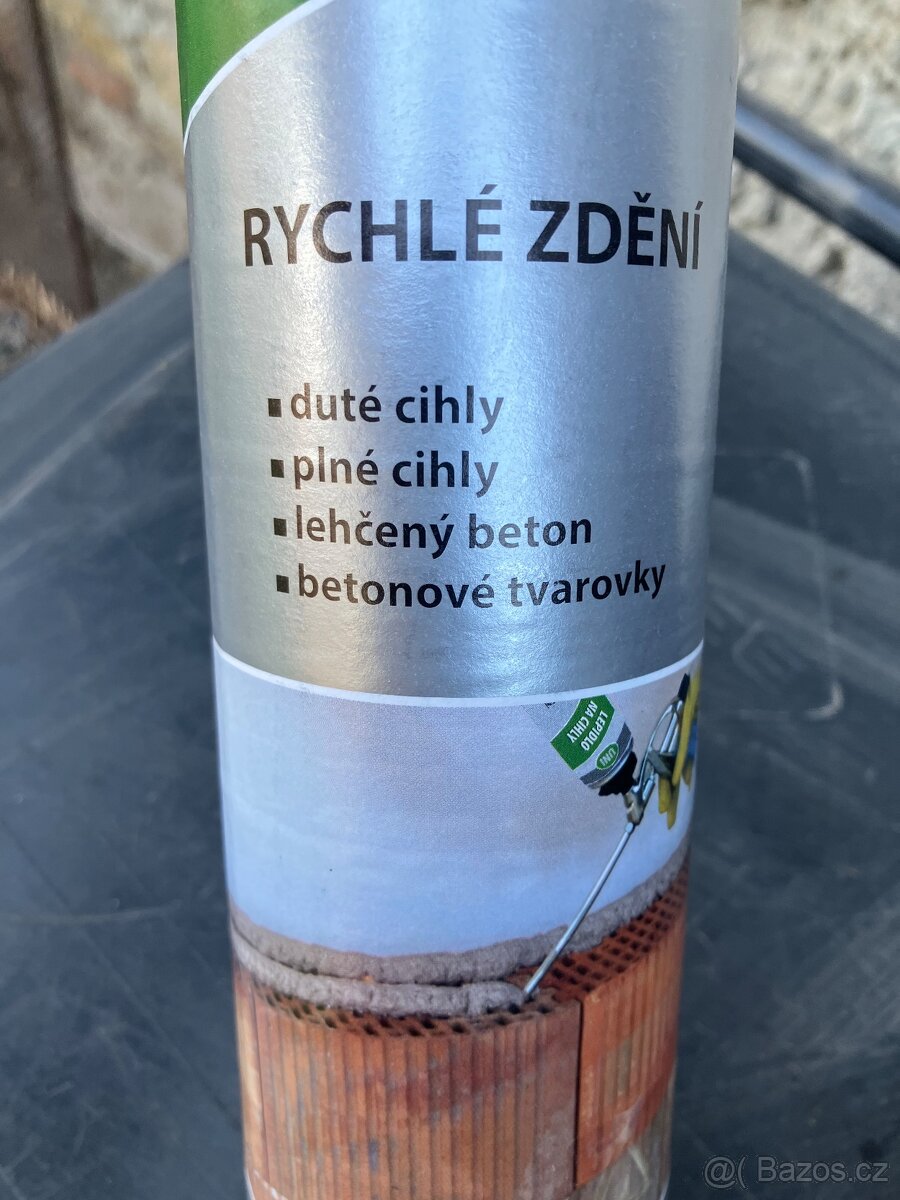 RYCHLÉ ZDĚNÍ
▪duté cihly
▪plné cihly
▪lehčený beton
▪betonové tvarovky
LEPIDLO
NA CIHLY
UNI
@( Bazos.cz